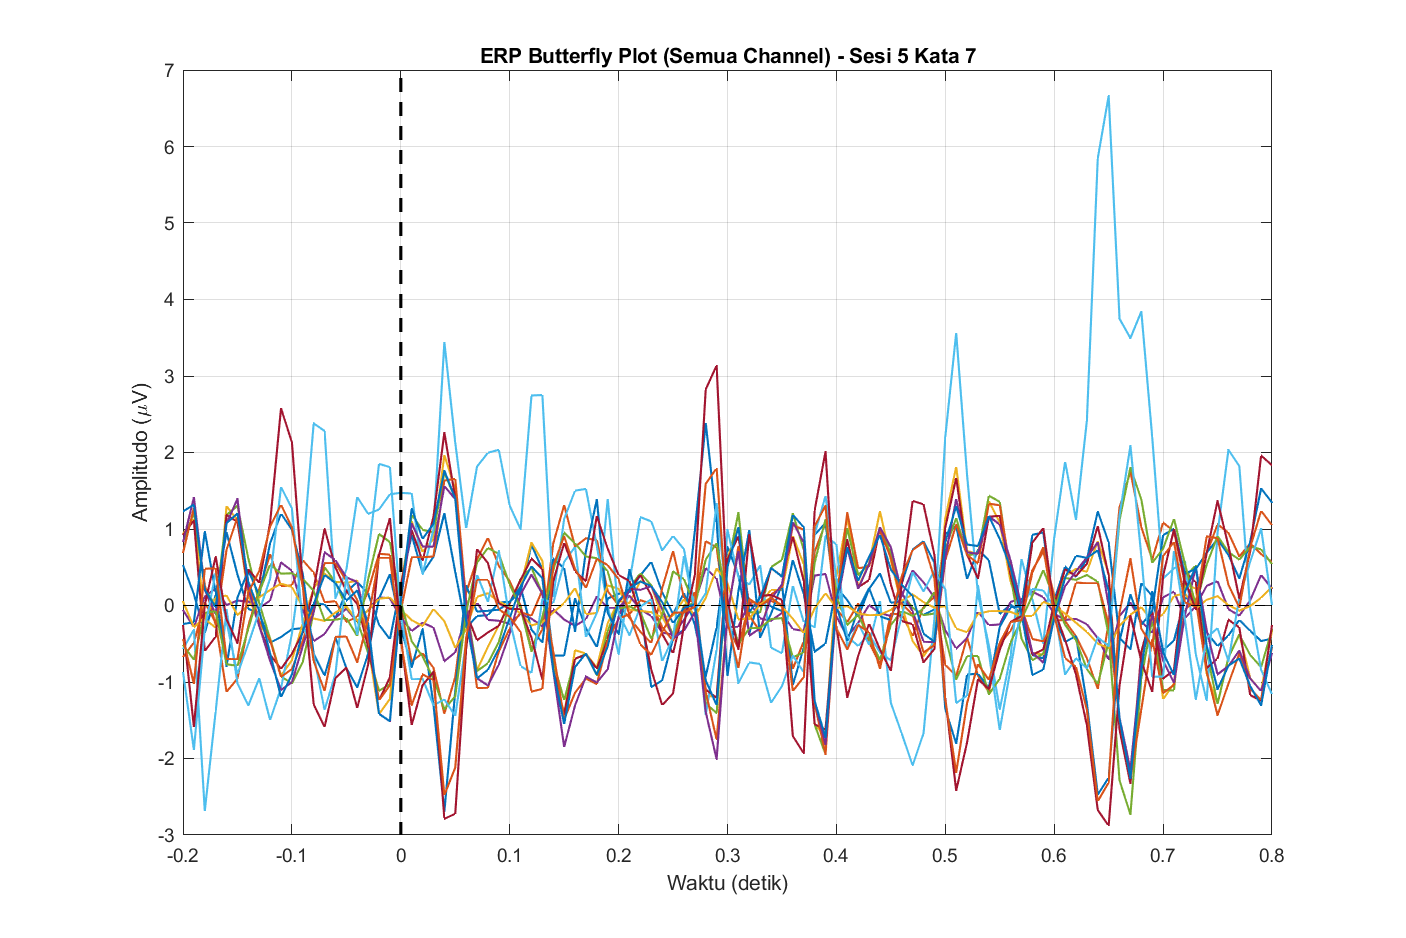 ERP Butterfly Plot (Semua Channel) - Sesi 5 Kata 7
7
6
5
4
3
2
1
0
-1
-2
-3
Amplitudo (μV)
-0.2 -0.1 0 0.1 0.2 0.3 0.4 0.5 0.6 0.7 0.8
Waktu (detik)